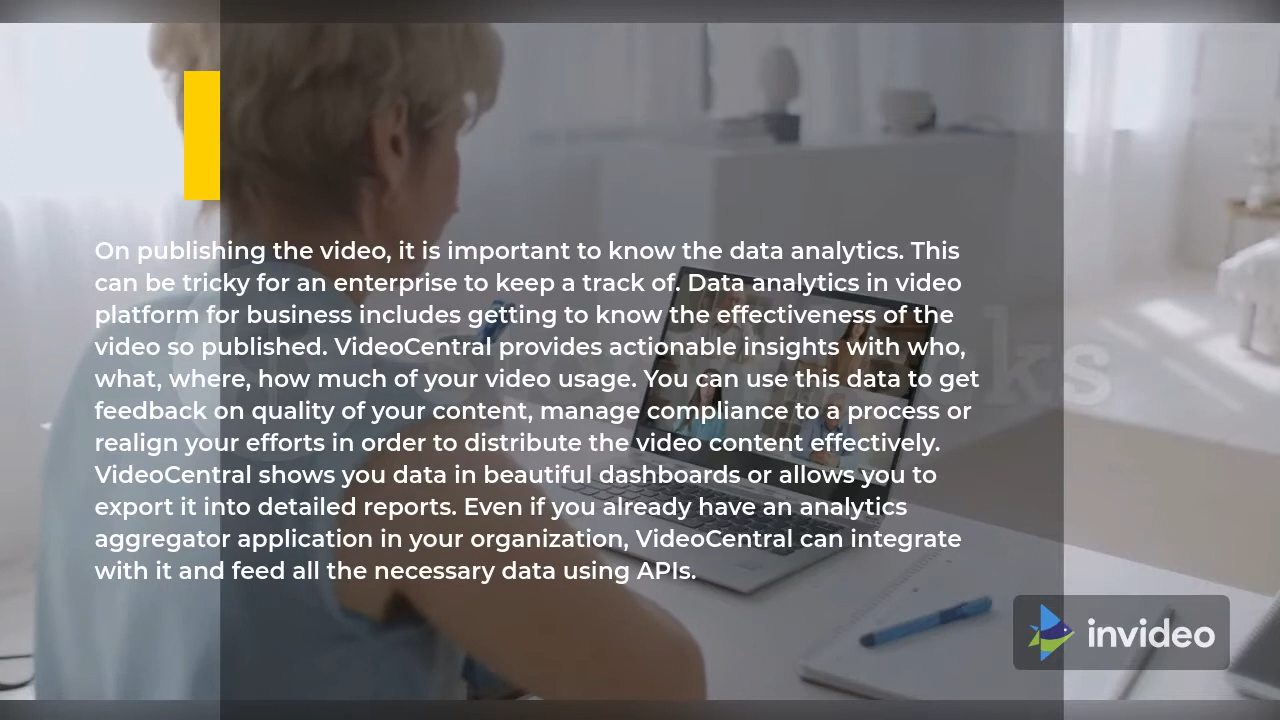 On publishing the video, it is important to know the data analytics. This
can be tricky for an enterprise to keep a track of. Data analytics in video
platform for business includes getting to know the effectiveness of the
video so published. VideoCentral provides actionable insights with who,
what, where, how much of your video usage. You can use this data to get
feedback on quality of your content, manage compliance to a process or
realign your efforts in order to distribute the video content effectively.
VideoCentral shows you data in beautiful dashboards or allows you to
export it into detailed reports. Even if you already have an analytics
aggregator application in your organization, VideoCentral can integrate
with it and feed all the necessary data using APIs.
invideo